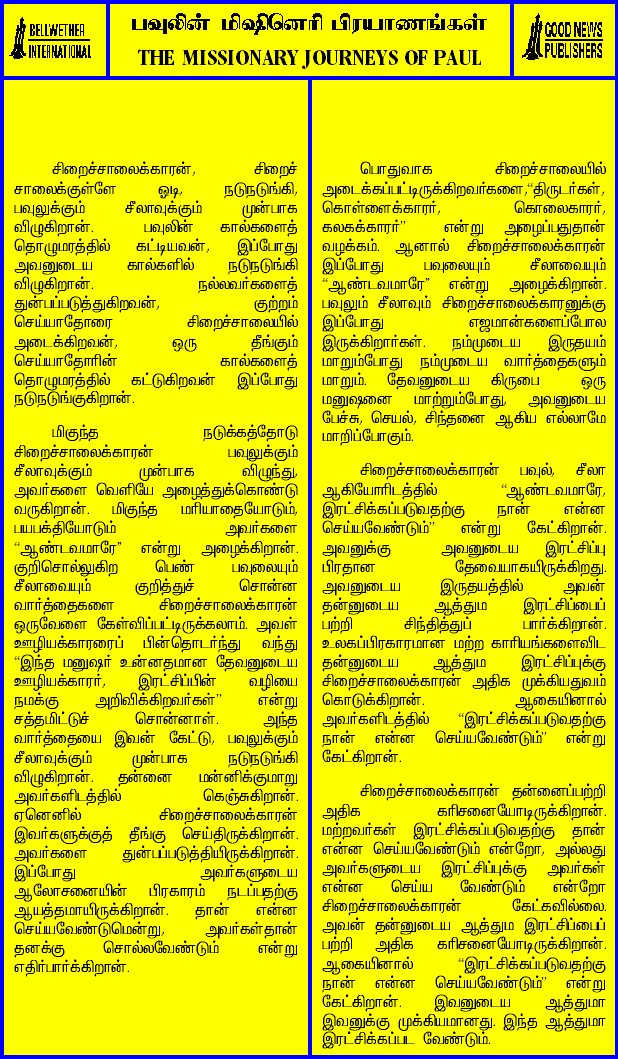 BELLWETHER
INTERNATIONAL
பவுலின் மிஷினெரி பிரயாணங்கள்
THE MISSIONARY JOURNEYS OF PAUL
GOOD NEWS
PUBLISHERS
சிறைச்சாலைக்காரன், சிறைச்
சாலைக்குள்ளே ஓடி, நடுநடுங்கி,
பவுலுக்கும் சீலாவுக்கும் முன்பாக
விழுகிறான். பவுலின் கால்களைத்
தொழுமரத்தில் கட்டியவன், இப்போது
அவனுடைய கால்களில் நடுநடுங்கி
விழுகிறான். நல்லவர்களைத்
துன்பப்படுத்துகிறவன், குற்றம்
செய்யாதோரை சிறைச்சாலையில்
அடைக்கிறவன், ஒரு தீங்கும்
செய்யாதோரின் கால்களைத்
தொழுமரத்தில் கட்டுகிறவன் இப்போது
நடுநடுங்குகிறான்.
மிகுந்த நடுக்கத்தோடு
சிறைச்சாலைக்காரன் பவுலுக்கும்
சீலாவுக்கும் முன்பாக விழுந்து,
அவர்களை வெளியே அழைத்துக்கொண்டு
வருகிறான். மிகுந்த மரியாதையோடும்,
பயபக்தியோடும் அவர்களை
“ஆண்டவமாரே” என்று அழைக்கிறான்.
குறிசொல்லுகிற பெண் பவுலையும்
சீலாவையும் குறித்துச் சொன்ன
வார்த்தைகளை சிறைச்சாலைக்காரன்
ஒருவேளை கேள்விப்பட்டிருக்கலாம். அவள்
ஊழியக்காரரைப் பின்தொடர்ந்து வந்து
“இந்த மனுஷர் உன்னதமான தேவனுடைய
ஊழியக்காரர், இரட்சிப்பின் வழியை
நமக்கு அறிவிக்கிறவர்கள்” என்று
சத்தமிட்டுச் சொன்னாள். அந்த
வார்த்தையை இவன் கேட்டு, பவுலுக்கும்
சீலாவுக்கும் முன்பாக நடுநடுங்கி
விழுகிறான். தன்னை மன்னிக்குமாறு
அவர்களிடத்தில் கெஞ்சுகிறான்.
ஏனெனில் சிறைச்சாலைக்காரன்
இவர்களுக்குத் தீங்கு செய்திருக்கிறான்.
அவர்களை துன்பப்படுத்தியிருக்கிறான்.
இப்போது அவர்களுடைய
ஆலோசனையின் பிரகாரம் நடப்பதற்கு
ஆயத்தமாயிருக்கிறான். தான் என்ன
செய்யவேண்டுமென்று, அவர்கள்தான்
தனக்கு சொல்லவேண்டும் என்று
எதிர்பார்க்கிறான்.
பொதுவாக சிறைச்சாலையில்
அடைக்கப்பட்டிருக்கிறவர்களை,“திருடர்கள்,
கொள்ளைக்காரர், கொலைகாரர்,
கலகக்காரர்” என்று அழைப்பதுதான்
வழக்கம். ஆனால் சிறைச்சாலைக்காரன்
இப்போது பவுலையும் சீலாவையும்
“ஆண்டவமாரே” என்று அழைக்கிறான்.
பவுலும் சீலாவும் சிறைச்சாலைக்காரனுக்கு
இப்போது எஜமான்களைப்போல
இருக்கிறார்கள். நம்முடைய இருதயம்
மாறும்போது நம்முடைய வார்த்தைகளும்
மாறும். தேவனுடைய கிருபை ஒரு
மனுஷனை மாற்றும்போது, அவனுடைய
பேச்சு, செயல், சிந்தனை ஆகிய எல்லாமே
மாறிப்போகும்.
சிறைச்சாலைக்காரன் பவுல், சீலா
ஆகியோரிடத்தில் “ஆண்டவமாரே,
இரட்சிக்கப்படுவதற்கு நான் என்ன
செய்யவேண்டும்” என்று கேட்கிறான்.
அவனுக்கு அவனுடைய இரட்சிப்பு
பிரதான தேவையாகயிருக்கிறது.
அவனுடைய இருதயத்தில் அவன்
தன்னுடைய ஆத்தும இரட்சிப்பைப்
பற்றி சிந்தித்துப் பார்க்கிறான்.
உலகப்பிரகாரமான மற்ற காரியங்களைவிட
தன்னுடைய ஆத்தும இரட்சிப்புக்கு
சிறைச்சாலைக்காரன் அதிக முக்கியதுவம்
கொடுக்கிறான். ஆகையினால்
அவர்களிடத்தில் “இரட்சிக்கப்படுவதற்கு
நான் என்ன செய்யவேண்டும்” என்று
கேட்கிறான்.
சிறைச்சாலைக்காரன் தன்னைப்பற்றி
அதிக கரிசனையோடிருக்கிறான்.
மற்றவர்கள் இரட்சிக்கப்படுவதற்கு தான்
என்ன செய்யவேண்டும் என்றோ, அல்லது
அவர்களுடைய இரட்சிப்புக்கு அவர்கள்
என்ன செய்ய வேண்டும் என்றோ
சிறைச்சாலைக்காரன் கேட்கவில்லை.
அவன் தன்னுடைய ஆத்தும இரட்சிப்பைப்
பற்றி அதிக கரிசனையோடிருக்கிறான்.
ஆகையினால் “இரட்சிக்கப்படுவதற்கு
நான் என்ன செய்யவேண்டும்” என்று
கேட்கிறான். இவனுடைய ஆத்துமா
இவனுக்கு முக்கியமானது. இந்த ஆத்துமா
இரட்சிக்கப்பட வேண்டும்.